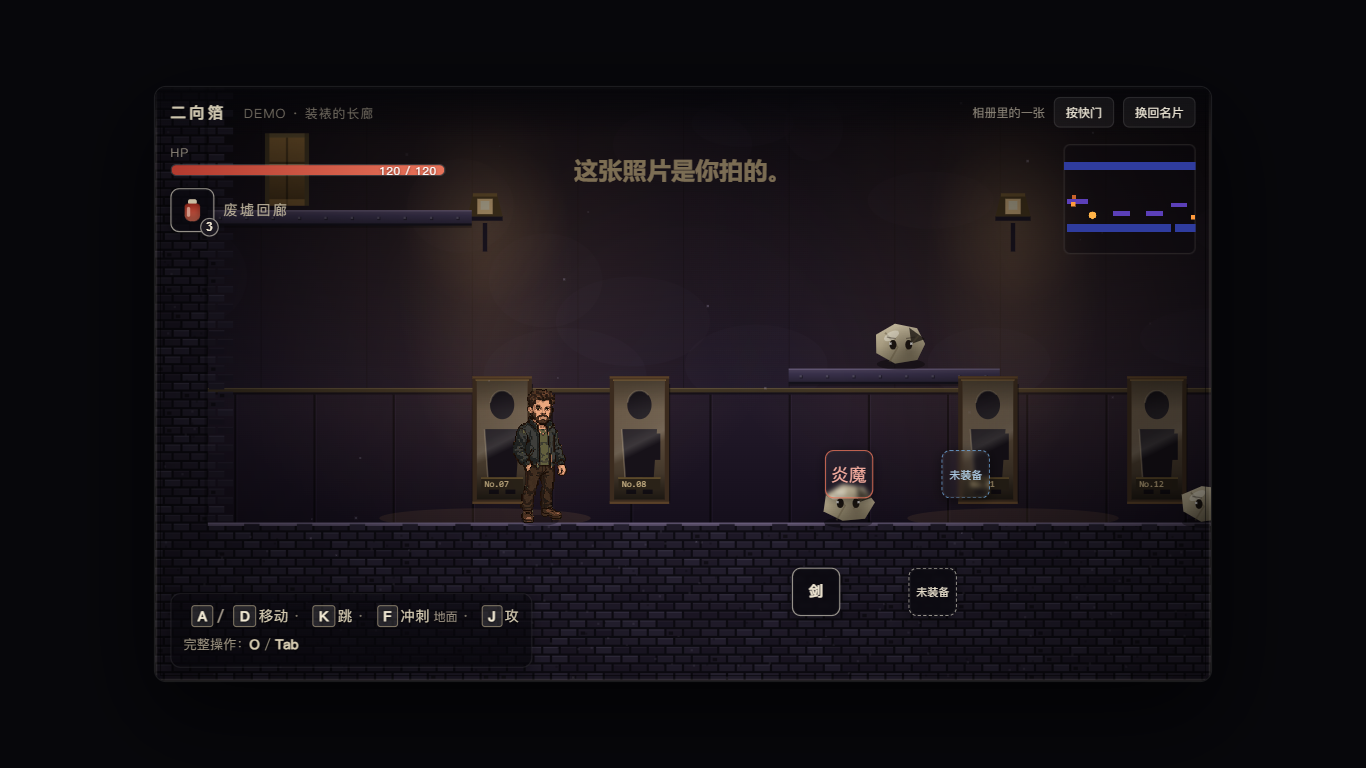 二向箔 DEMO · 装裱的长廊 相册里的一张 按快门 换回名片
HP
120 / 120
这张照片是你拍的。
3 废墟回廊
炎魔 未装备
No.07 No.08 No.12
剑 未装备
A / D 移动 · K 跳 · F 冲刺 地面 · J 攻
完整操作: O / Tab